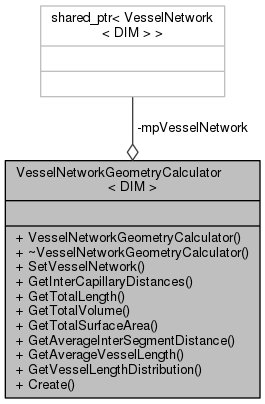 shared_ptr< VesselNetwork
< DIM > >
-mpVesselNetwork
VesselNetworkGeometryCalculator
< DIM >
+ VesselNetworkGeometryCalculator()
+ ~VesselNetworkGeometryCalculator()
+ SetVesselNetwork()
+ GetInterCapillaryDistances()
+ GetTotalLength()
+ GetTotalVolume()
+ GetTotalSurfaceArea()
+ GetAverageInterSegmentDistance()
+ GetAverageVesselLength()
+ GetVesselLengthDistribution()
+ Create()